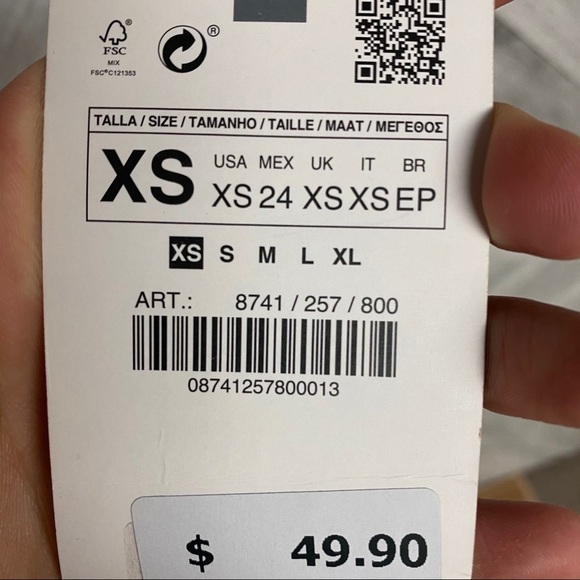 ®
FSC
MIX
FSC® C121353
TALLA / SIZE / TAMANHO / TAILLE / MAAT / ΜΕΓΕΘΟΣ
XS
USA MEX UK IT BR
XS 24 XS XS EP
XS S M L XL
ART.: 8741 / 257 / 800
08741257800013
$ 49.90